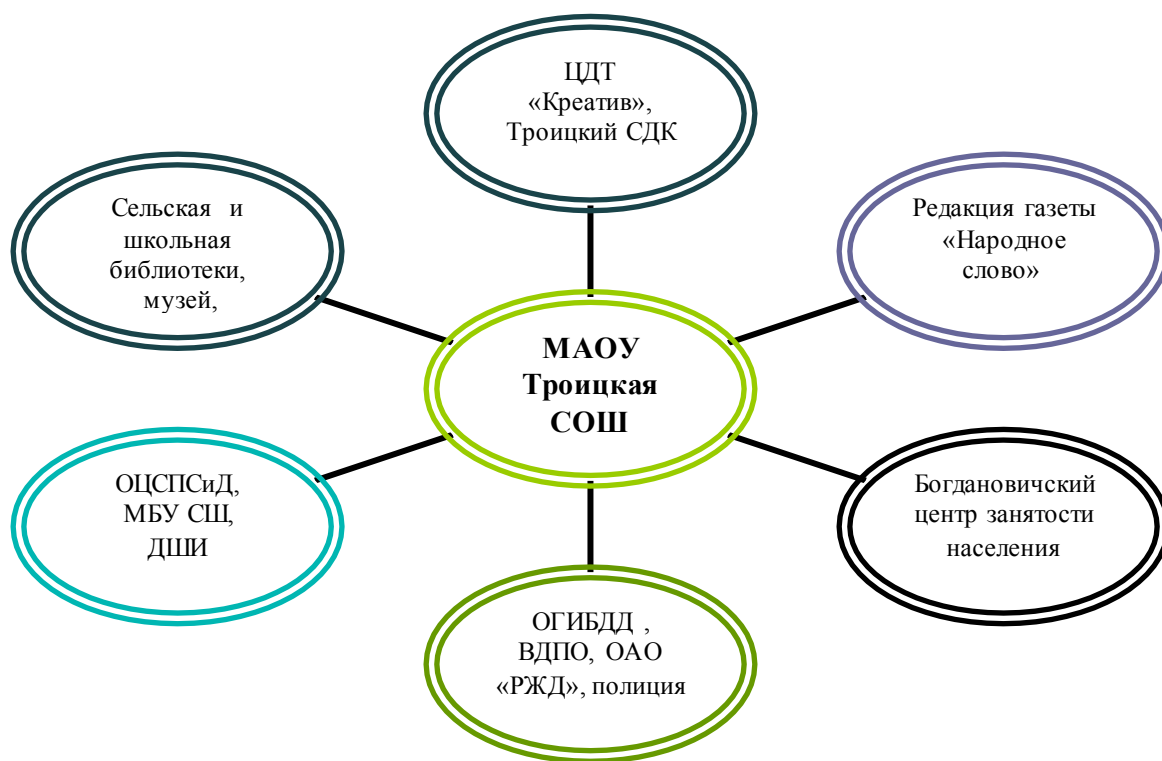 ЦДТ
«Креатив»,
Троицкий СДК
Сельская и
школьная
библиотеки,
музей,
Редакция газеты
«Народное
слово»
МАОУ
Троицкая
СОШ
ОЦСПСиД,
МБУ СШ,
ДШИ
Богдановичский
центр занятости
населения
ОГИБДД ,
ВДПО, ОАО
«РЖД», полиция